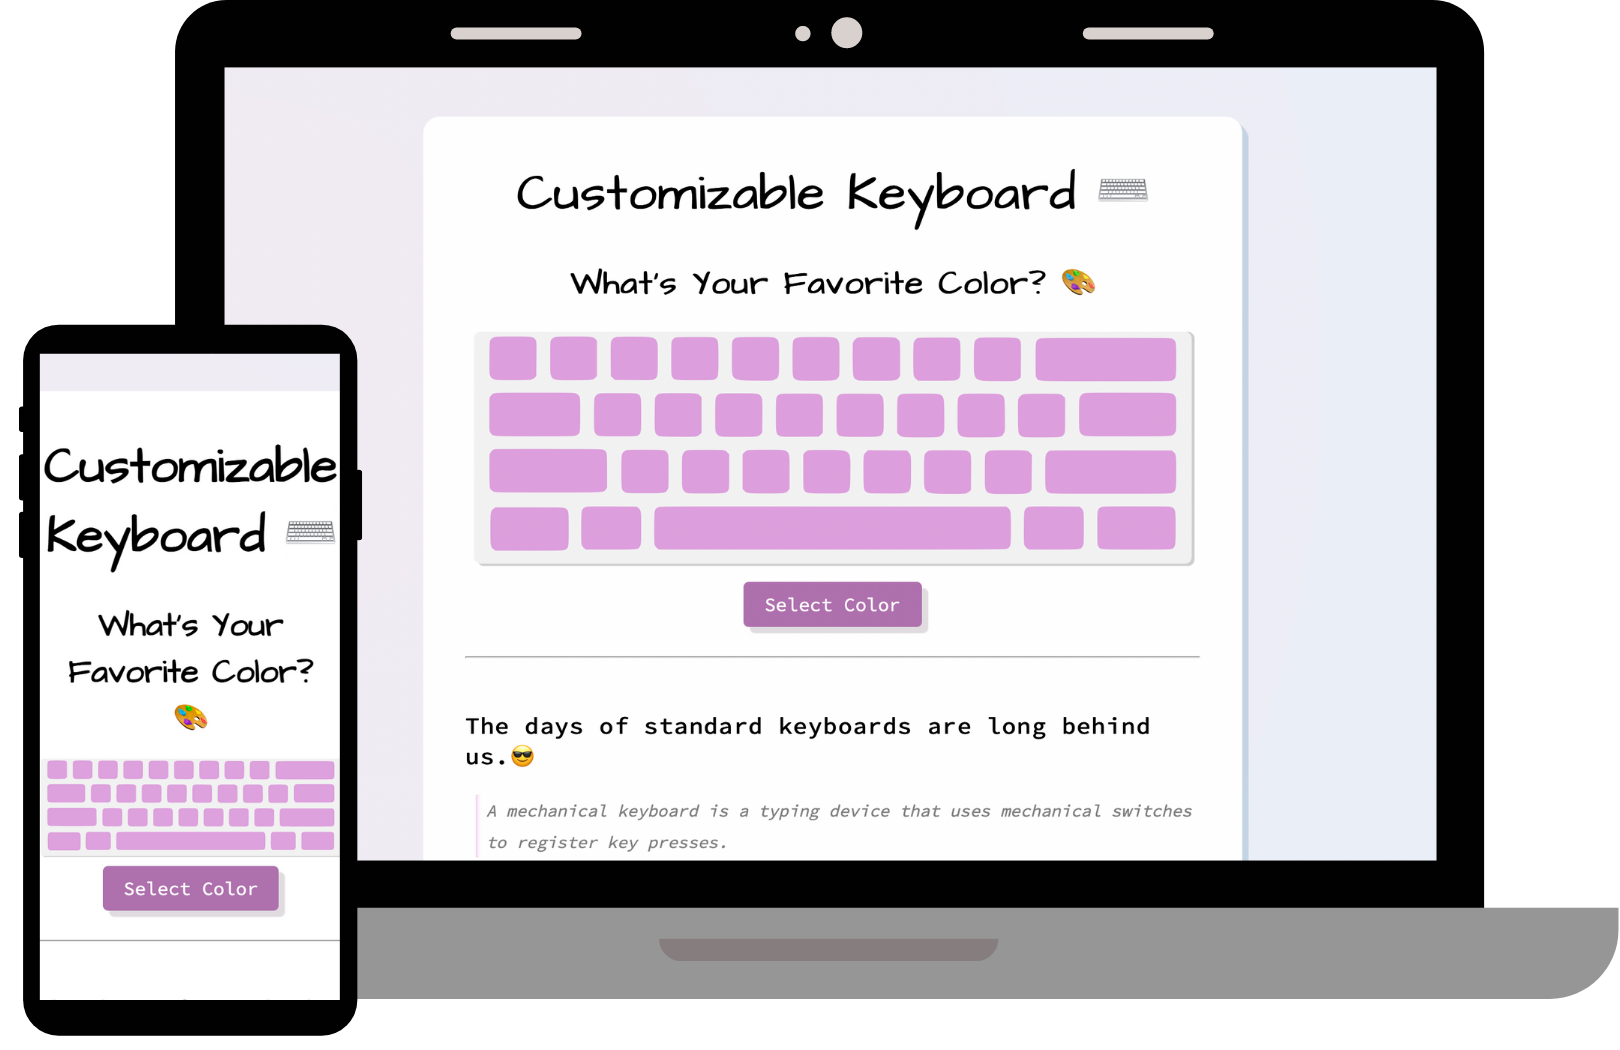 Customizable Keyboard ⌨️
What's Your Favorite Color? 🎨
Select Color
The days of standard keyboards are long behind
us.😎
A mechanical keyboard is a typing device that uses mechanical switches
to register key presses.
Customizable
Keyboard ⌨️
What's Your
Favorite Color?
🎨
Select Color